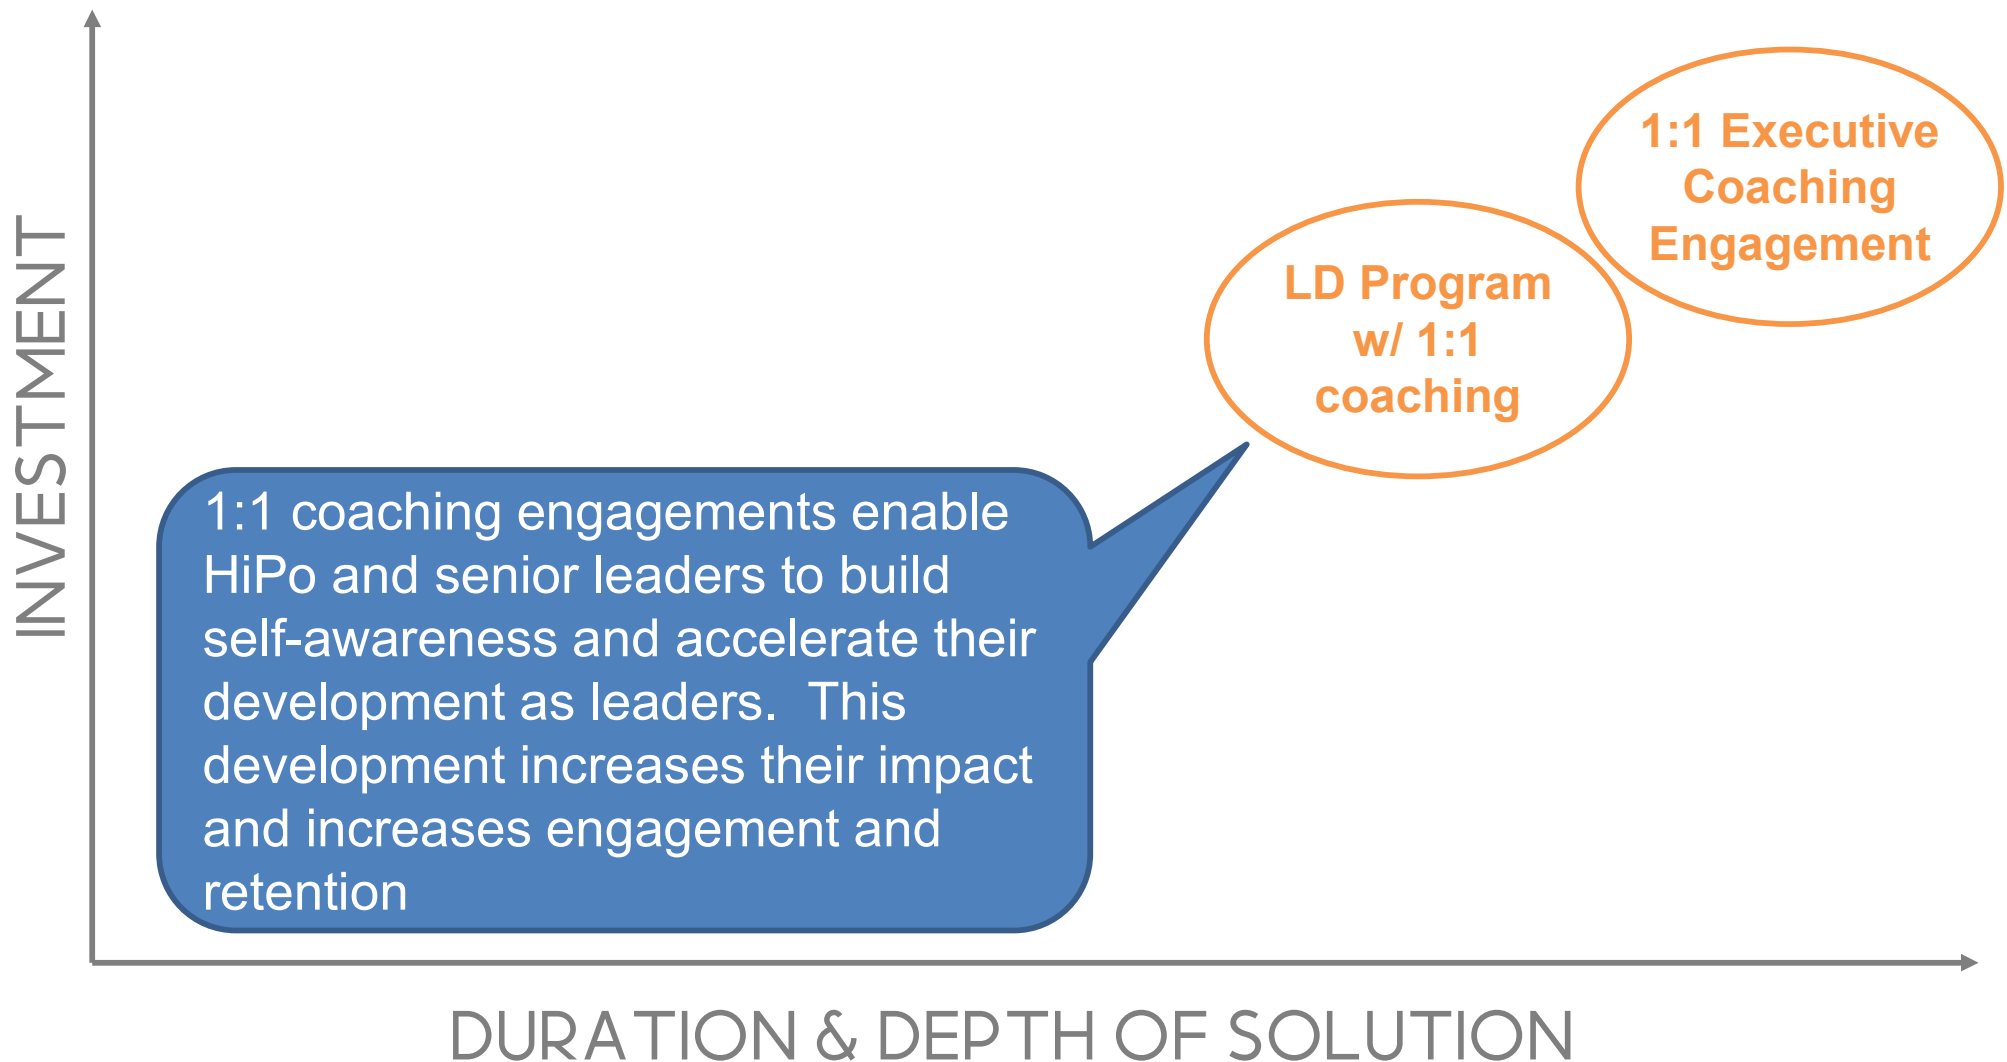 INVESTMENT
1:1 Executive
Coaching
Engagement
LD Program
w/ 1:1
coaching
1:1 coaching engagements enable
HiPo and senior leaders to build
self-awareness and accelerate their
development as leaders.  This
development increases their impact
and increases engagement and
retention
DURATION & DEPTH OF SOLUTION